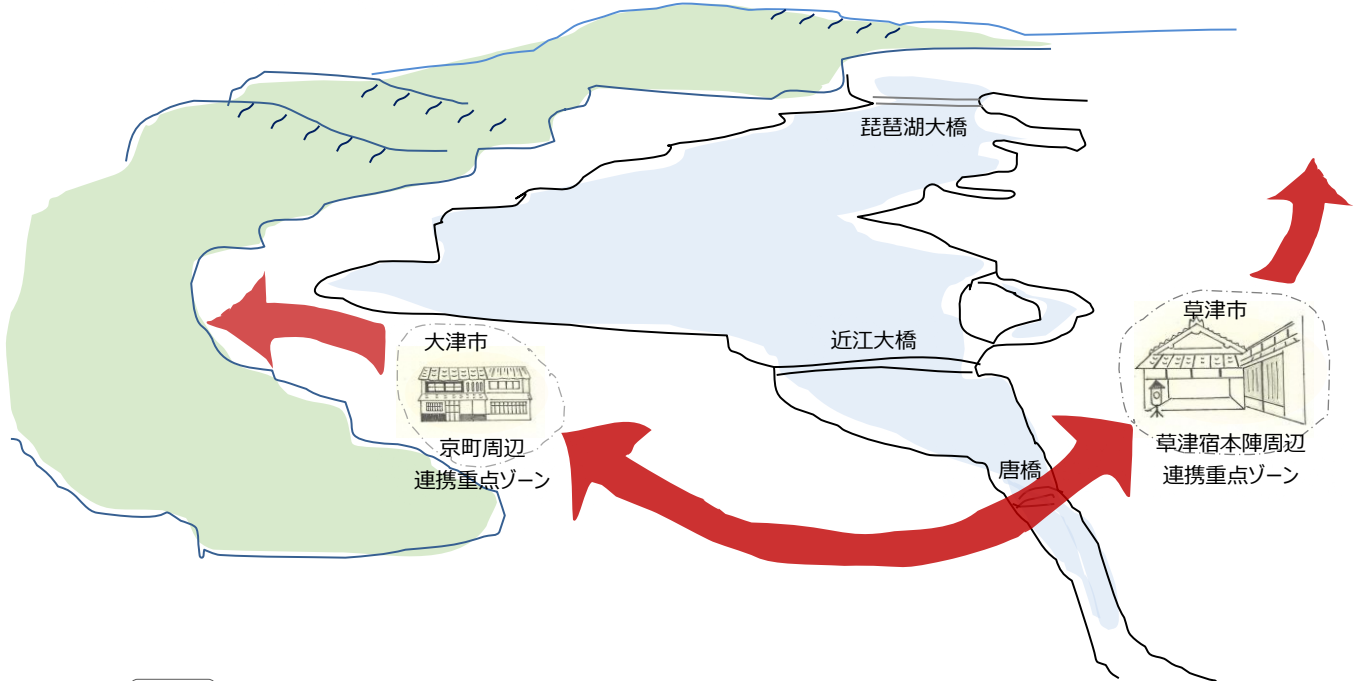 琵琶湖大橋
草津市
近江大橋
大津市
草津宿本陣周辺
連携重点ゾーン
京町周辺
連携重点ゾーン
唐橋